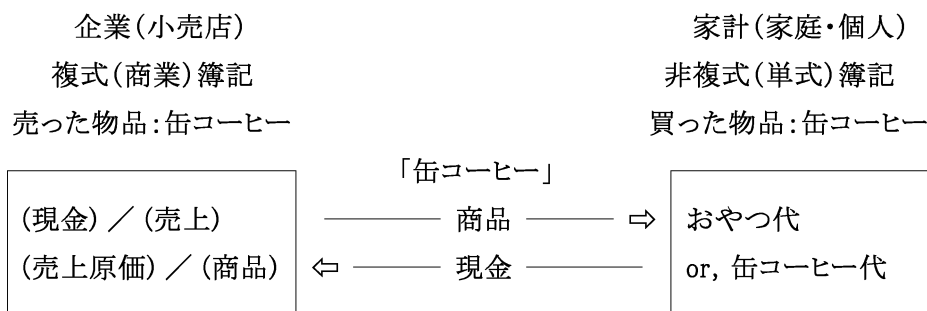 企業（小売店）
複式（商業）簿記
売った物品：缶コーヒー
家計（家庭・個人）
非複式（単式）簿記
買った物品：缶コーヒー
「缶コーヒー」
（現金）／（売上）
（売上原価）／（商品）
商品
現金
おやつ代
or, 缶コーヒー代